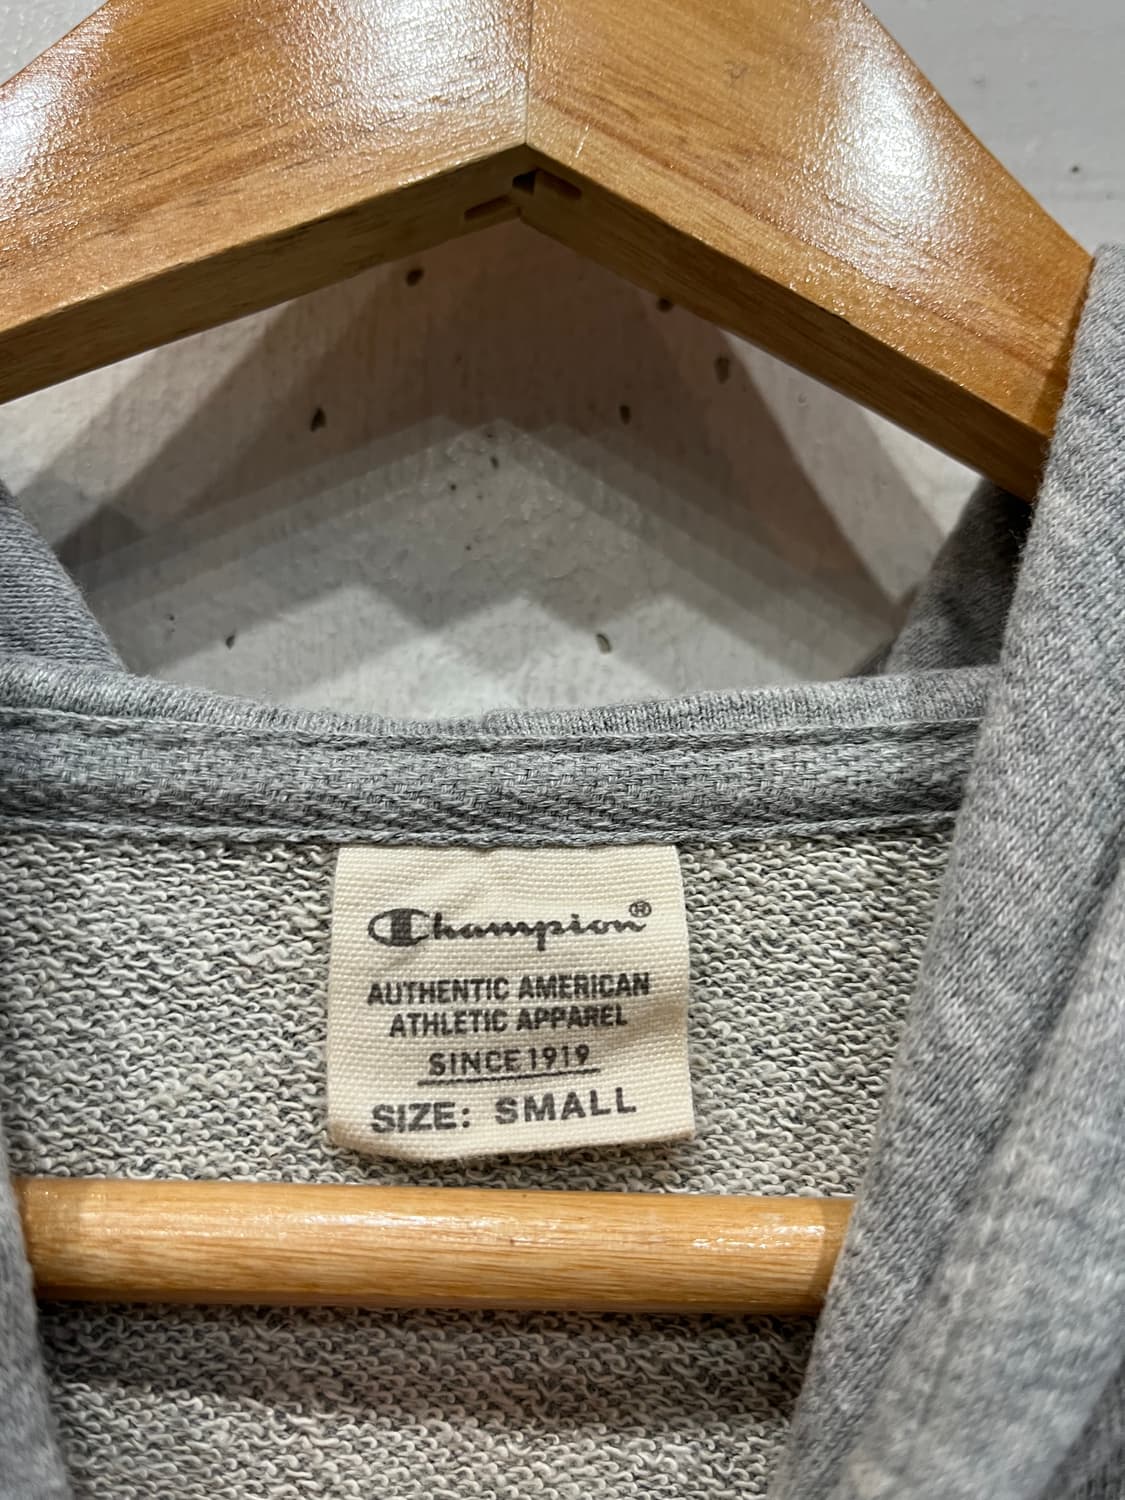 Champion®
AUTHENTIC AMERICAN
ATHLETIC APPAREL
SINCE 1919
SIZE: SMALL